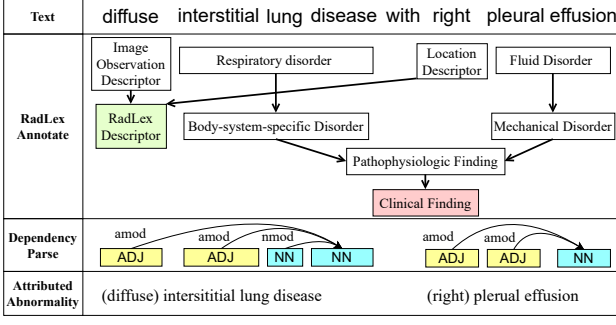 Text diffuse interstitial lung disease with right pleural effusion
Image Observation Descriptor
Respiratory disorder
Location Descriptor
Fluid Disorder
RadLex Annotate
RadLex Descriptor
Body-system-specific Disorder
Mechanical Disorder
Pathophysiologic Finding
Clinical Finding
Dependency Parse
amod amod nmod amod amod
ADJ ADJ NN NN ADJ ADJ NN
Attributed Abnormality
(diffuse) intersititial lung disease (right) plerual effusion